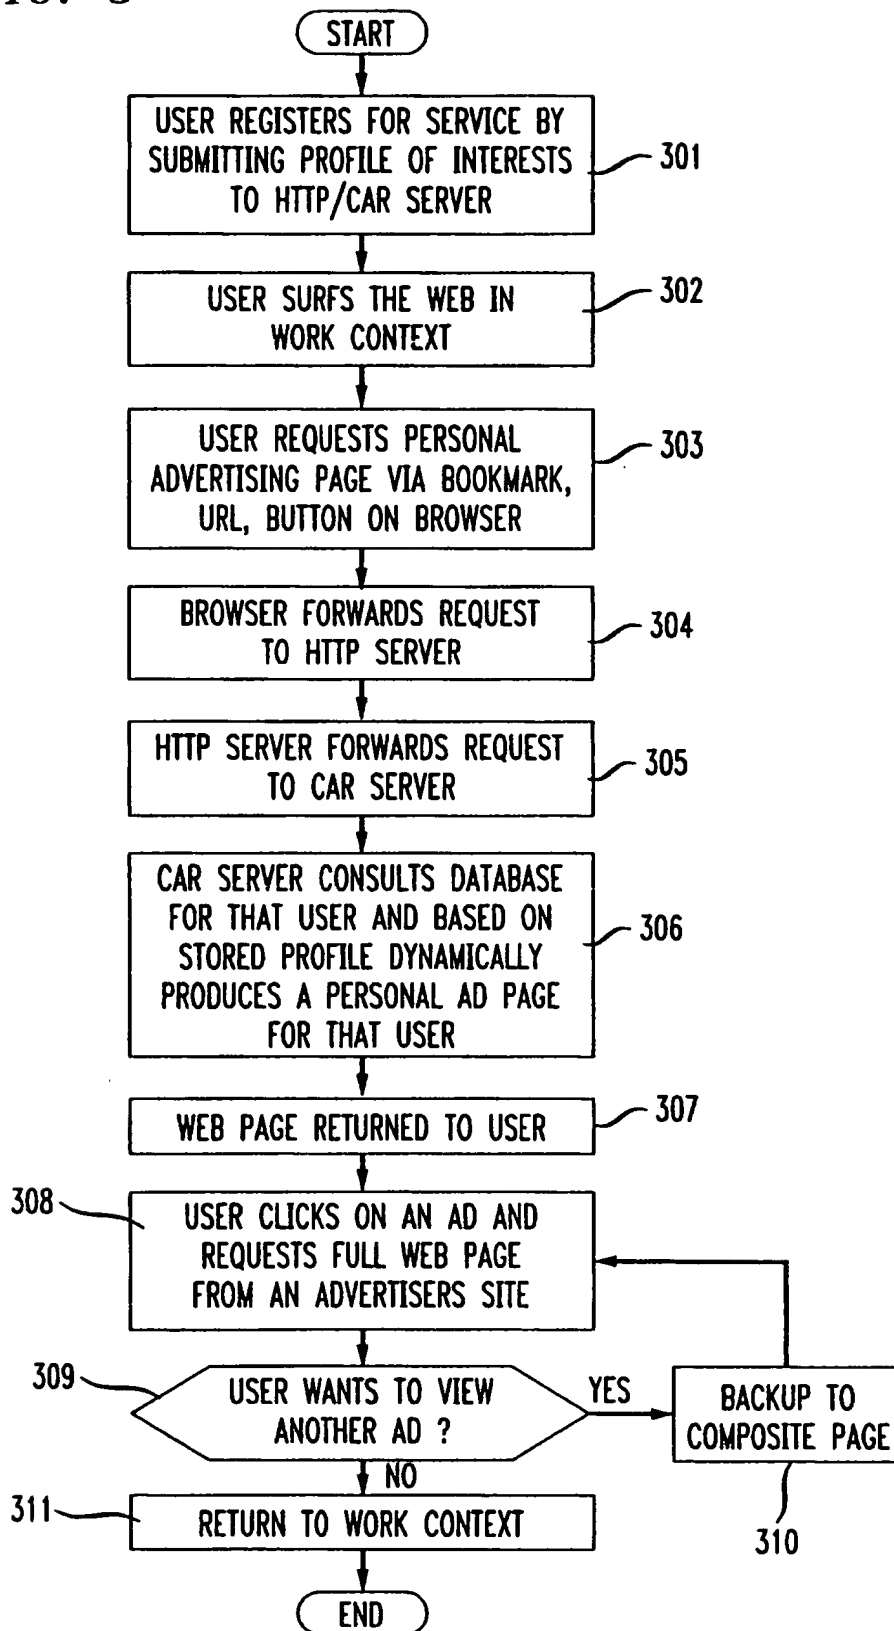 START
USER REGISTERS FOR SERVICE BY
SUBMITTING PROFILE OF INTERESTS
TO HTTP/CAR SERVER
301
USER SURFS THE WEB IN
WORK CONTEXT
302
USER REQUESTS PERSONAL
ADVERTISING PAGE VIA BOOKMARK,
URL, BUTTON ON BROWSER
303
BROWSER FORWARDS REQUEST
TO HTTP SERVER
304
HTTP SERVER FORWARDS REQUEST
TO CAR SERVER
305
CAR SERVER CONSULTS DATABASE
FOR THAT USER AND BASED ON
STORED PROFILE DYNAMICALLY
PRODUCES A PERSONAL AD PAGE
FOR THAT USER
306
WEB PAGE RETURNED TO USER
307
308
USER CLICKS ON AN AD AND
REQUESTS FULL WEB PAGE
FROM AN ADVERTISERS SITE
309
USER WANTS TO VIEW
ANOTHER AD ?
YES
BACKUP TO
COMPOSITE PAGE
310
NO
311
RETURN TO WORK CONTEXT
END